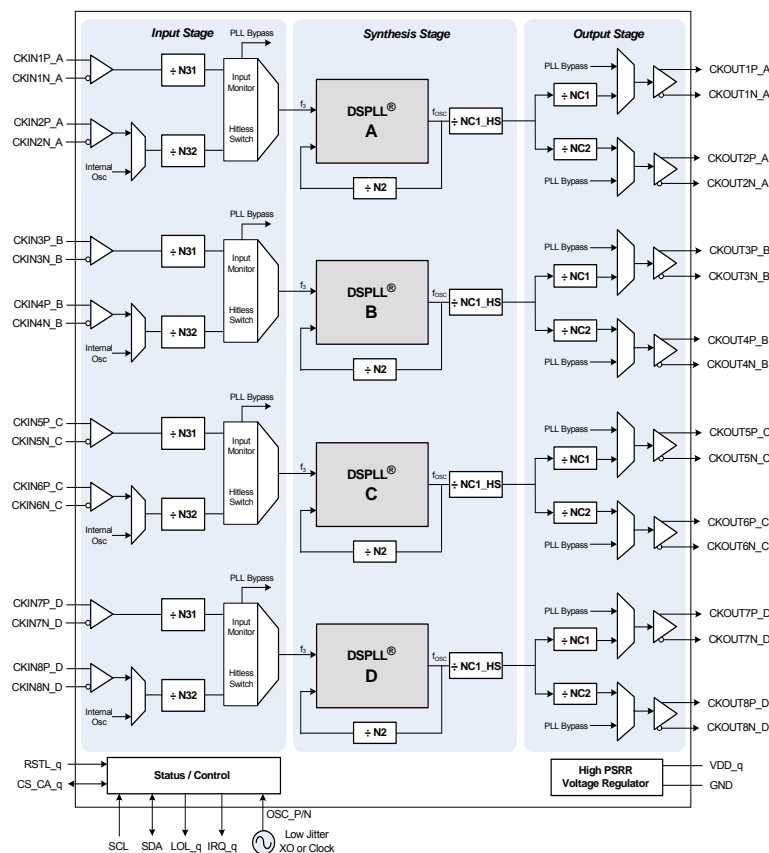 Input Stage
Synthesis Stage
Output Stage
CKIN1P_A
CKIN1N_A
÷ N31
PLL Bypass
Input
Monitor
Hitless
Switch
CKIN2P_A
CKIN2N_A
Internal
Osc
÷ N32
f3
DSPLL®
A
fOSC
÷ N2
÷ NC1_HS
PLL Bypass
÷ NC1
CKOUT1P_A
CKOUT1N_A
÷ NC2
PLL Bypass
CKOUT2P_A
CKOUT2N_A
CKIN3P_B
CKIN3N_B
÷ N31
PLL Bypass
Input
Monitor
Hitless
Switch
CKIN4P_B
CKIN4N_B
Internal
Osc
÷ N32
f3
DSPLL®
B
fOSC
÷ N2
÷ NC1_HS
PLL Bypass
÷ NC1
CKOUT3P_B
CKOUT3N_B
÷ NC2
PLL Bypass
CKOUT4P_B
CKOUT4N_B
CKIN5P_C
CKIN5N_C
÷ N31
PLL Bypass
Input
Monitor
Hitless
Switch
CKIN6P_C
CKIN6N_C
Internal
Osc
÷ N32
f3
DSPLL®
C
fOSC
÷ N2
÷ NC1_HS
PLL Bypass
÷ NC1
CKOUT5P_C
CKOUT5N_C
÷ NC2
PLL Bypass
CKOUT6P_C
CKOUT6N_C
CKIN7P_D
CKIN7N_D
÷ N31
PLL Bypass
Input
Monitor
Hitless
Switch
CKIN8P_D
CKIN8N_D
Internal
Osc
÷ N32
f3
DSPLL®
D
fOSC
÷ N2
÷ NC1_HS
PLL Bypass
÷ NC1
CKOUT7P_D
CKOUT7N_D
÷ NC2
PLL Bypass
CKOUT8P_D
CKOUT8N_D
RSTL_q
CS_CA_q
Status / Control
High PSRR
Voltage Regulator
VDD_q
GND
OSC_P/N
SCL
SDA
LOL_q
IRQ_q
Low Jitter
XO or Clock